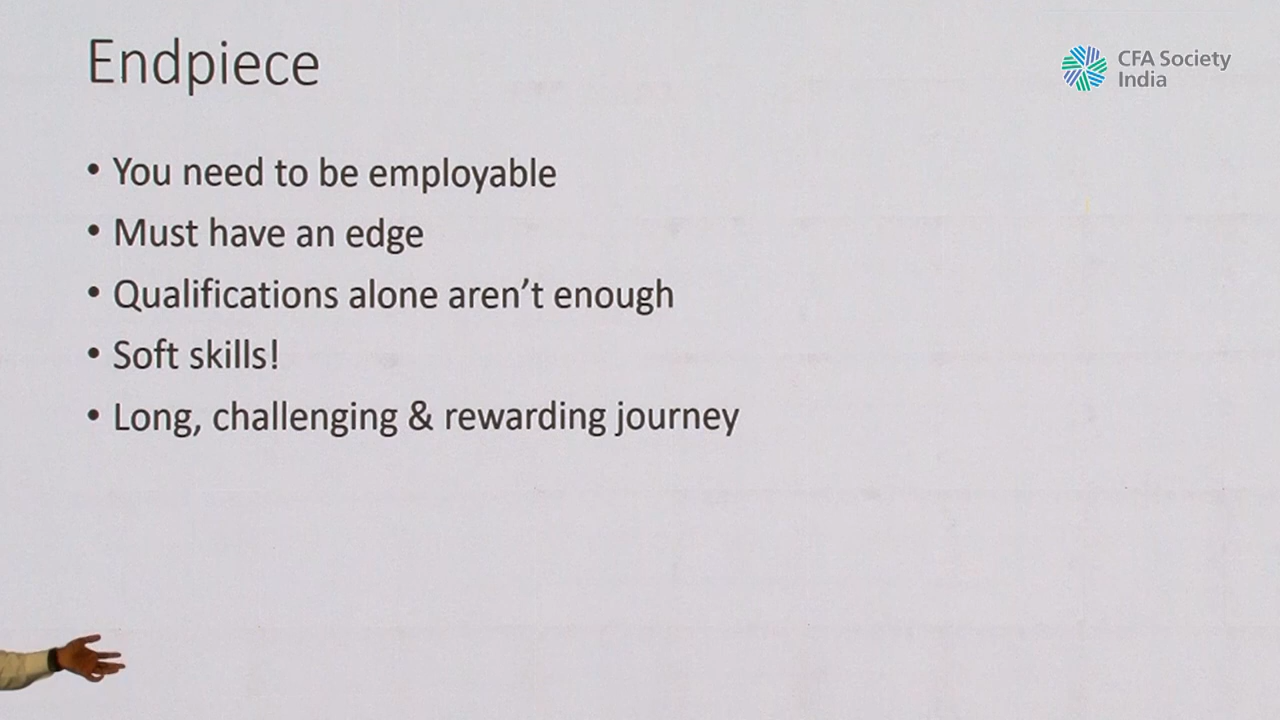 Endpiece
CFA Society
India
• You need to be employable
• Must have an edge
• Qualifications alone aren’t enough
• Soft skills!
• Long, challenging & rewarding journey